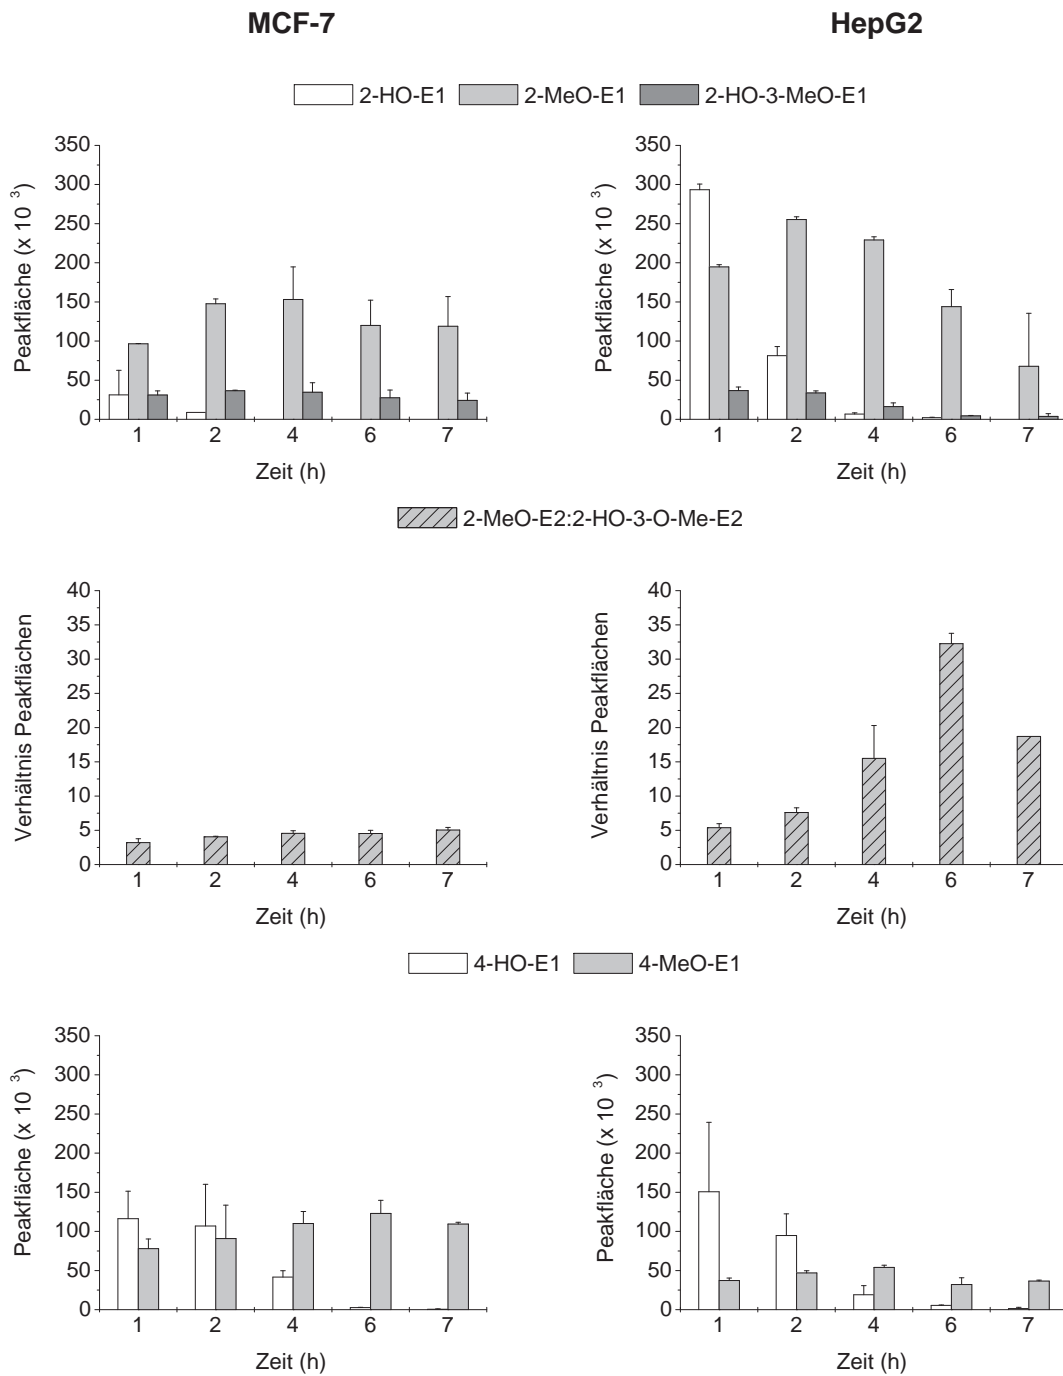 MCF-7 HepG2
2-HO-E1 2-MeO-E1 2-HO-3-MeO-E1
350
300
250
200
150
100
50
0
Peakfläche (x 10 3)
1 2 4 6 7
Zeit (h)
350
300
250
200
150
100
50
0
Peakfläche (x 10 3)
1 2 4 6 7
Zeit (h)
2-MeO-E2:2-HO-3-O-Me-E2
40
35
30
25
20
15
10
5
0
Verhältnis Peakflächen
1 2 4 6 7
Zeit (h)
40
35
30
25
20
15
10
5
0
Verhältnis Peakflächen
1 2 4 6 7
Zeit (h)
4-HO-E1 4-MeO-E1
350
300
250
200
150
100
50
0
Peakfläche (x 10 3)
1 2 4 6 7
Zeit (h)
350
300
250
200
150
100
50
0
Peakfläche (x 10 3)
1 2 4 6 7
Zeit (h)